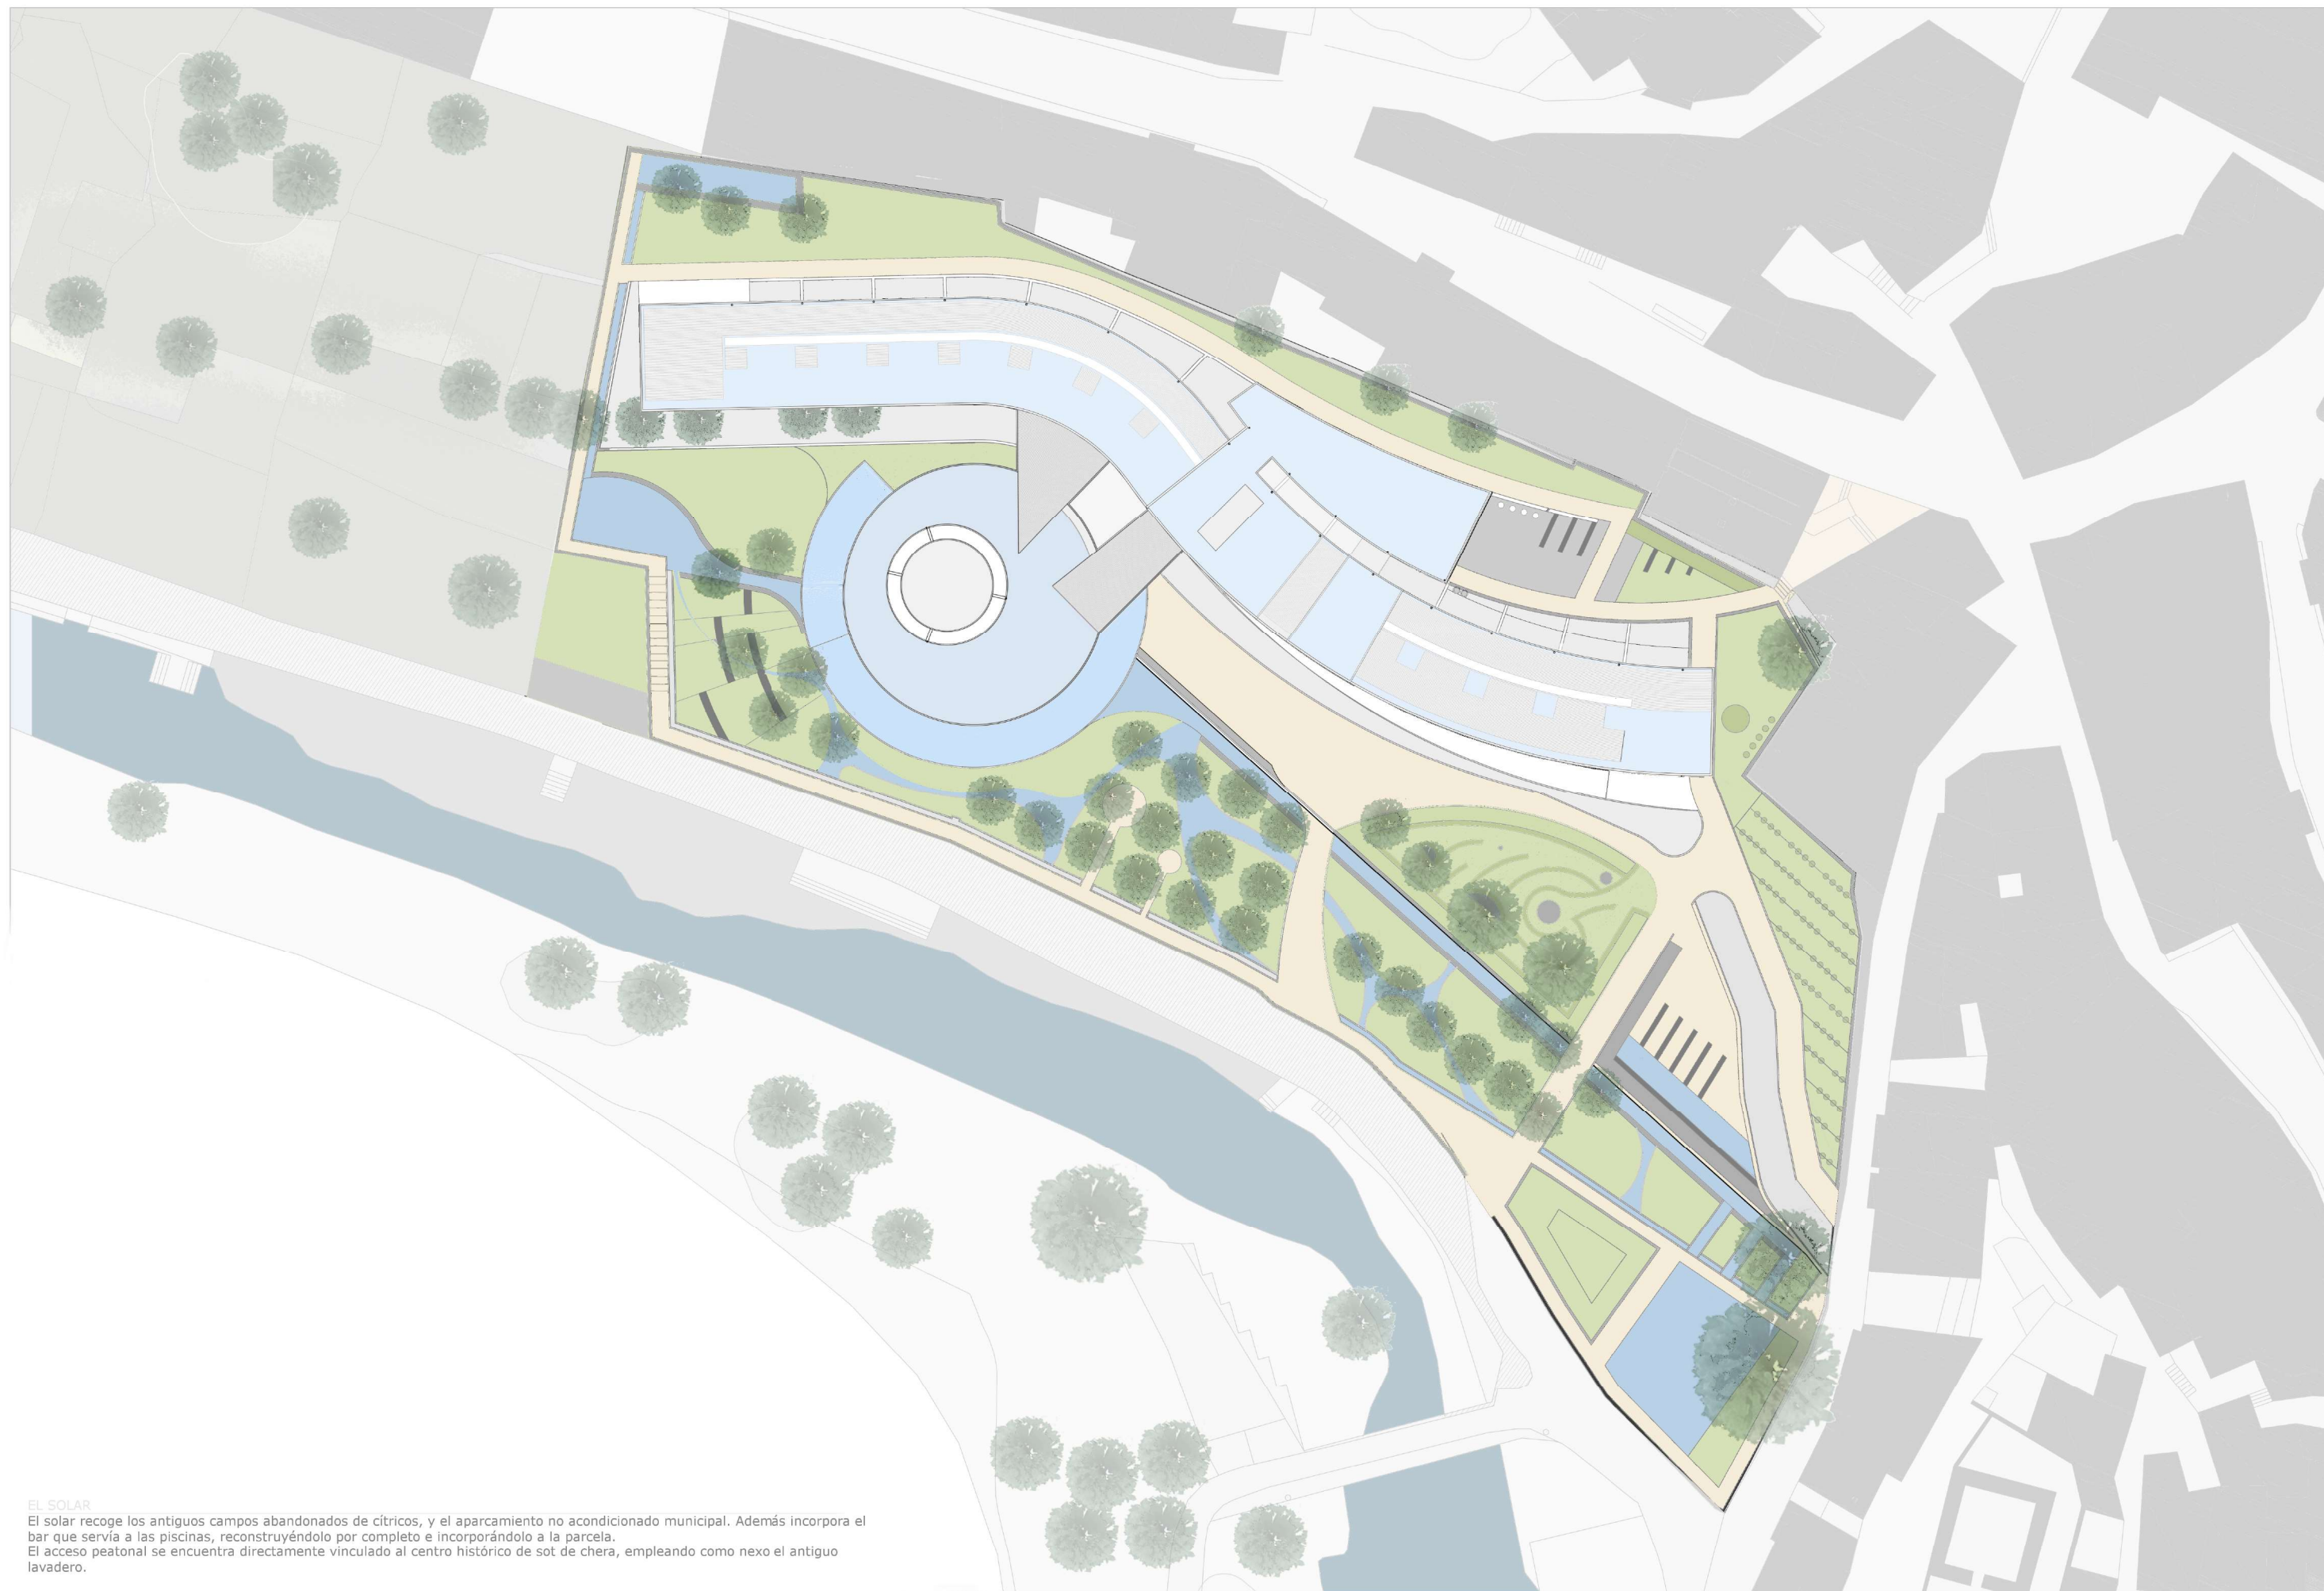 EL SOLAR
El solar recoge los antiguos campos abandonados de cítricos, y el aparcamiento no acondicionado municipal. Además incorpora el
bar que servía a las piscinas, reconstruyéndolo por completo e incorporándolo a la parcela.
El acceso peatonal se encuentra directamente vinculado al centro histórico de sot de chera, empleando como nexo el antiguo
lavadero.